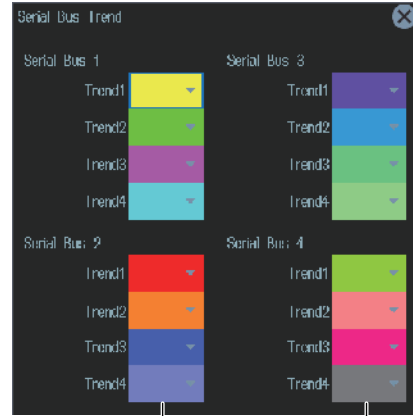 Serial Bus Trend
Serial Bus 1
Trend1
Trend2
Trend3
Trend4
Serial Bus 2
Trend1
Trend2
Trend3
Trend4
Serial Bus 3
Trend1
Trend2
Trend3
Trend4
Serial Bus 4
Trend1
Trend2
Trend3
Trend4